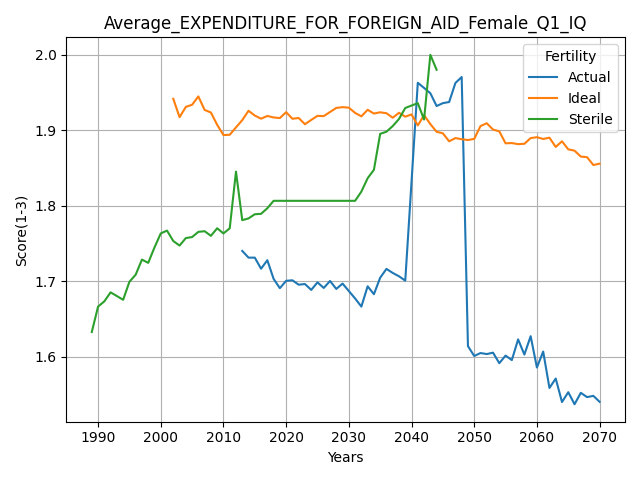 Average_EXPENDITURE_FOR_FOREIGN_AID_Female_Q1_IQ
Fertility
Actual
Ideal
Sterile
Score(1-3)
2.0
1.9
1.8
1.7
1.6
1990 2000 2010 2020 2030 2040 2050 2060 2070
Years